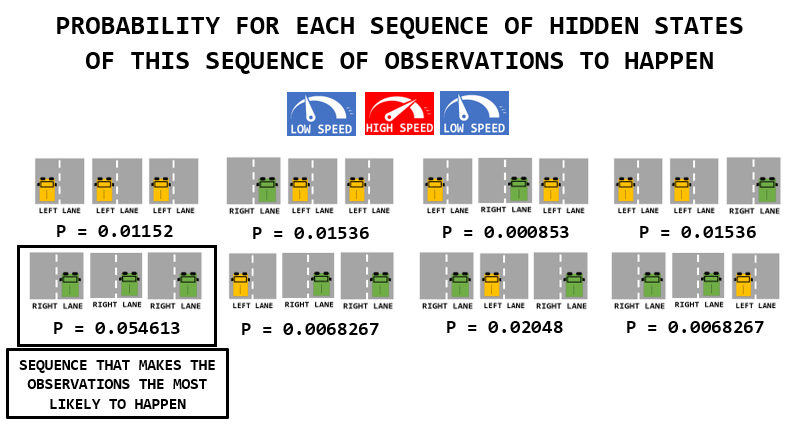 PROBABILITY FOR EACH SEQUENCE OF HIDDEN STATES
OF THIS SEQUENCE OF OBSERVATIONS TO HAPPEN
LOW SPEED HIGH SPEED LOW SPEED
LEFT LANE LEFT LANE LEFT LANE
P = 0.01152
RIGHT LANE LEFT LANE LEFT LANE
P = 0.01536
LEFT LANE RIGHT LANE LEFT LANE
P = 0.000853
LEFT LANE LEFT LANE RIGHT LANE
P = 0.01536
RIGHT LANE RIGHT LANE RIGHT LANE
P = 0.054613
LEFT LANE RIGHT LANE RIGHT LANE
P = 0.0068267
RIGHT LANE LEFT LANE RIGHT LANE
P = 0.02048
RIGHT LANE RIGHT LANE LEFT LANE
P = 0.0068267
SEQUENCE THAT MAKES THE
OBSERVATIONS THE MOST
LIKELY TO HAPPEN